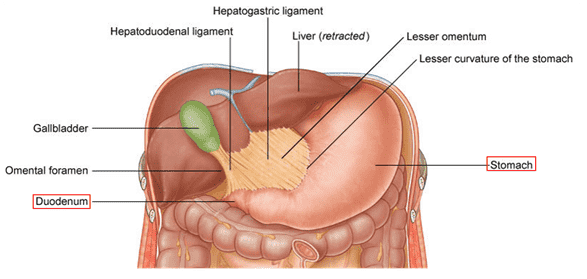 Hepatogastric ligament
Hepatoduodenal ligament
Liver (retracted)
Lesser omentum
Lesser curvature of the stomach
Gallbladder
Omental foramen
Stomach
Duodenum